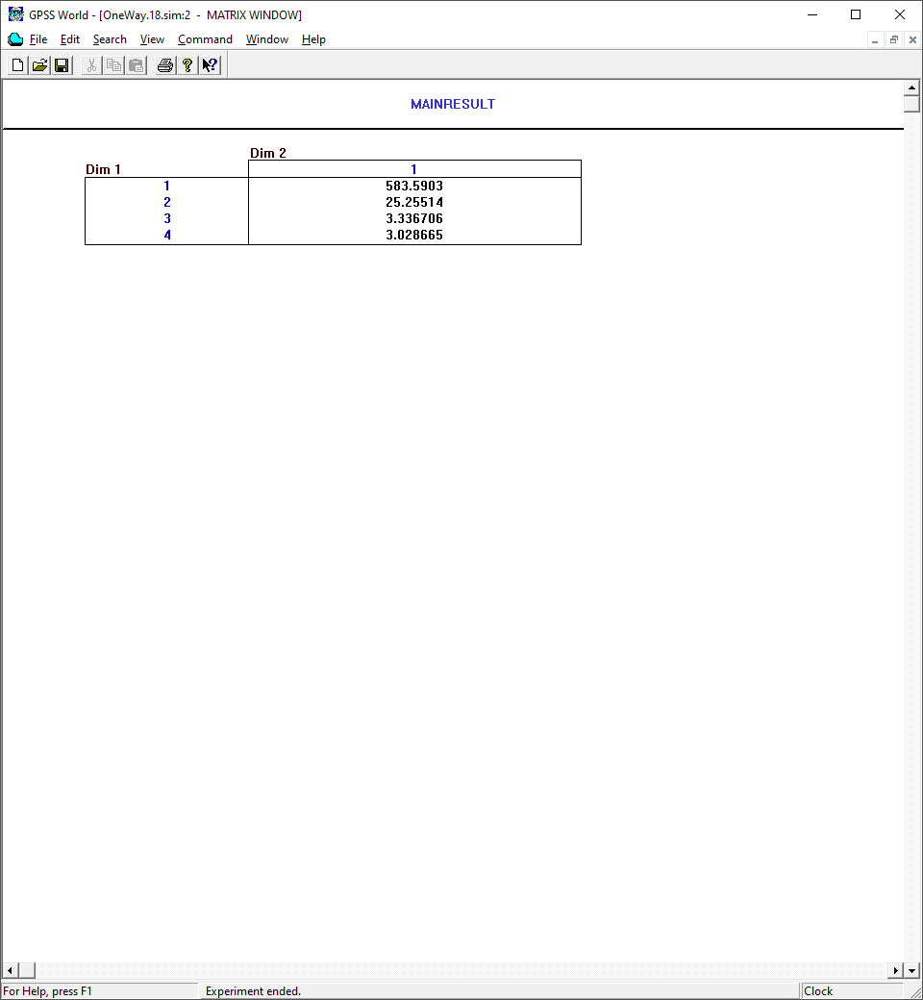 GPSS World - [OneWay.18.sim:2 - MATRIX WINDOW]
File Edit Search View Command Window Help
MAINRESULT
Dim 2
Dim 1 1
1 583.5903
2 25.25514
3 3.336706
4 3.028665
For Help, press F1 Experiment ended. Clock